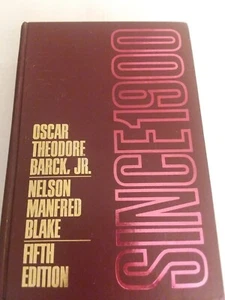 OSCAR
THEODORE
BARCK, JR.
NELSON
MANFRED
BLAKE
FIFTH
EDITION
SINCE 1900